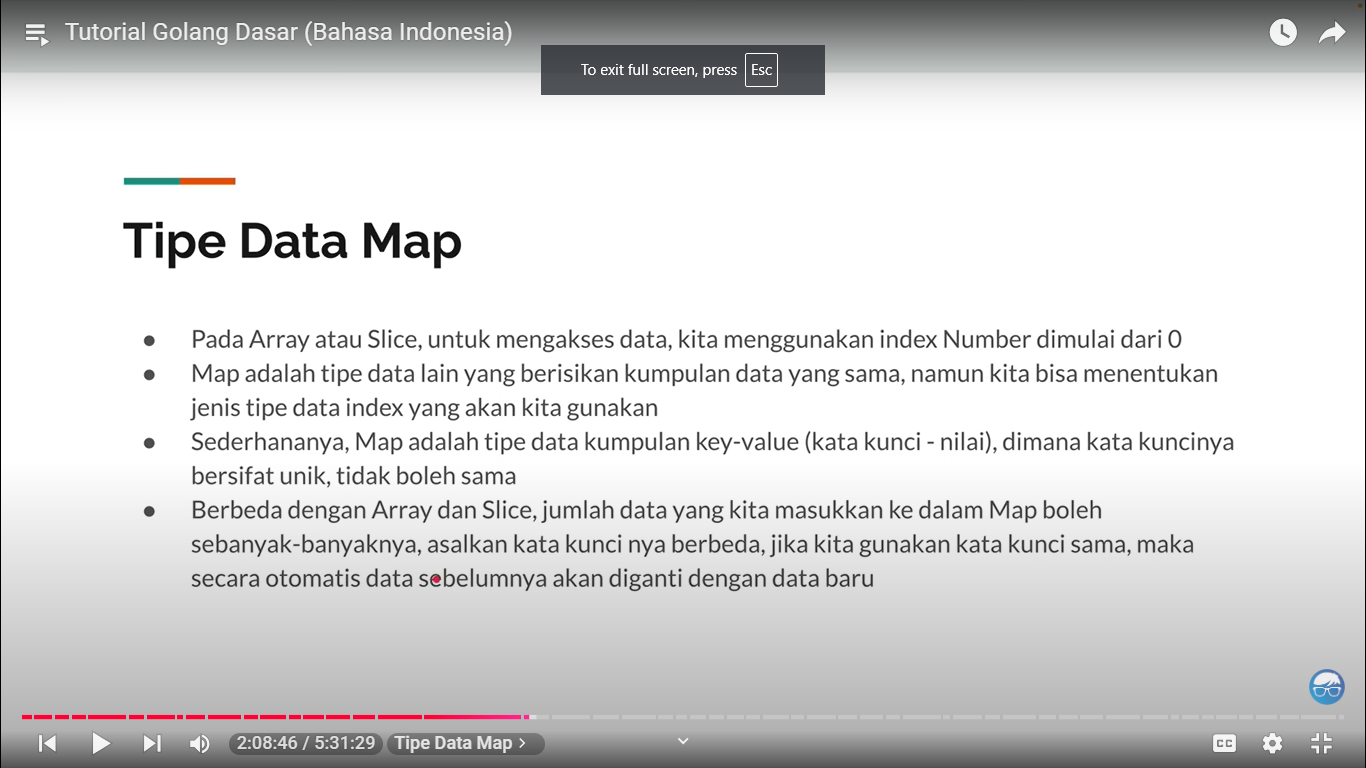 Tutorial Golang Dasar (Bahasa Indonesia)
To exit full screen, press Esc
Tipe Data Map
● Pada Array atau Slice, untuk mengakses data, kita menggunakan index Number dimulai dari 0
● Map adalah tipe data lain yang berisikan kumpulan data yang sama, namun kita bisa menentukan
jenis tipe data index yang akan kita gunakan
● Sederhananya, Map adalah tipe data kumpulan key-value (kata kunci - nilai), dimana kata kuncinya
bersifat unik, tidak boleh sama
● Berbeda dengan Array dan Slice, jumlah data yang kita masukkan ke dalam Map boleh
sebanyak-banyaknya, asalkan kata kunci nya berbeda, jika kita gunakan kata kunci sama, maka
secara otomatis data sebelumnya akan diganti dengan data baru
2:08:46 / 5:31:29 Tipe Data Map >
CC